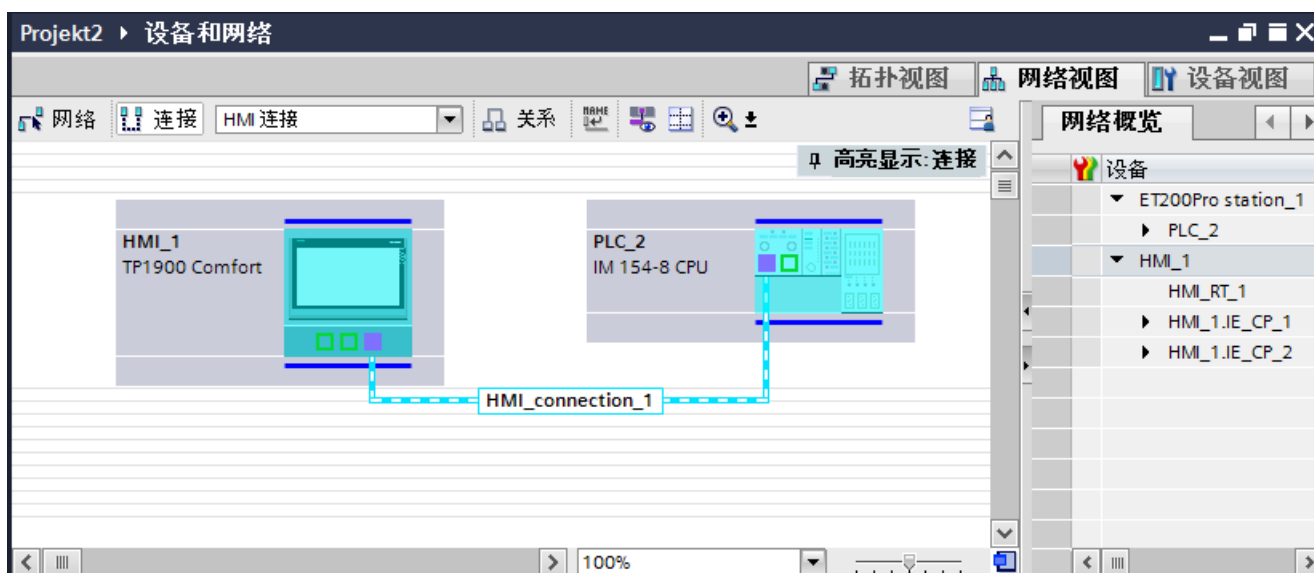 Projekt2 ▸ 设备和网络
拓扑视图 网络视图 设备视图
网络 连接 HMI 连接 关系
高亮显示:连接
HMI_1
TP1900 Comfort
PLC_2
IM 154-8 CPU
HMI_connection_1
100%
网络概览
设备
ET200Pro station_1
PLC_2
HMI_1
HMI_RT_1
HMI_1.IE_CP_1
HMI_1.IE_CP_2